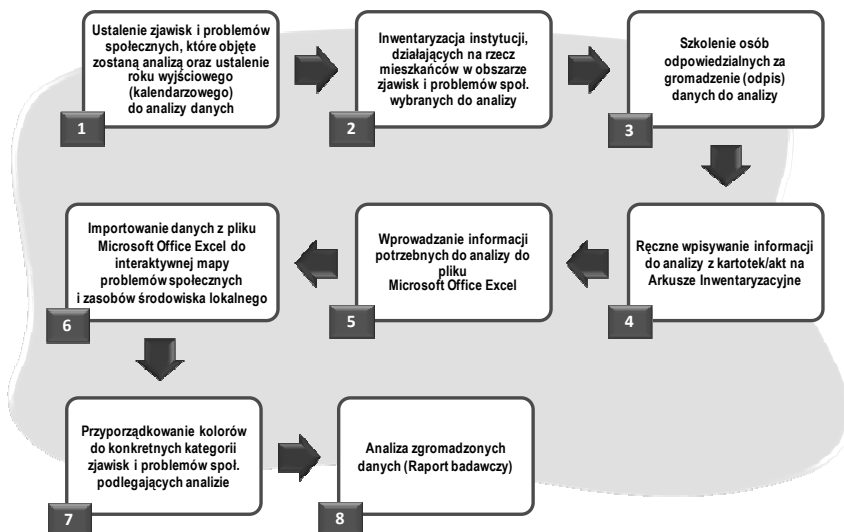 Ustalenie zjawisk i problemów
społecznych, które objęte
zostaną analizą oraz ustalenie
roku wyjściowego
(kalendarzowego)
do analizy danych
1
Inwentaryzacja instytucji,
działających na rzecz
mieszkańców w obszarze
zjawisk i problemów społ.
wybranych do analizy
2
Szkolenie osób
odpowiedzialnych za
gromadzenie (odpis)
danych do analizy
3
Ręczne wpisywanie informacji
do analizy z kartotek/akt na
Arkusze Inwentaryzacyjne
4
Wprowadzanie informacji
potrzebnych do analizy do
pliku
Microsoft Office Excel
5
Importowanie danych z pliku
Microsoft Office Excel do
interaktywnej mapy
problemów społecznych
i zasobów środowiska lokalnego
6
Przyporządkowanie kolorów
do konkretnych kategorii
zjawisk i problemów społ.
podlegających analizie
7
Analiza zgromadzonych
danych (Raport badawczy)
8